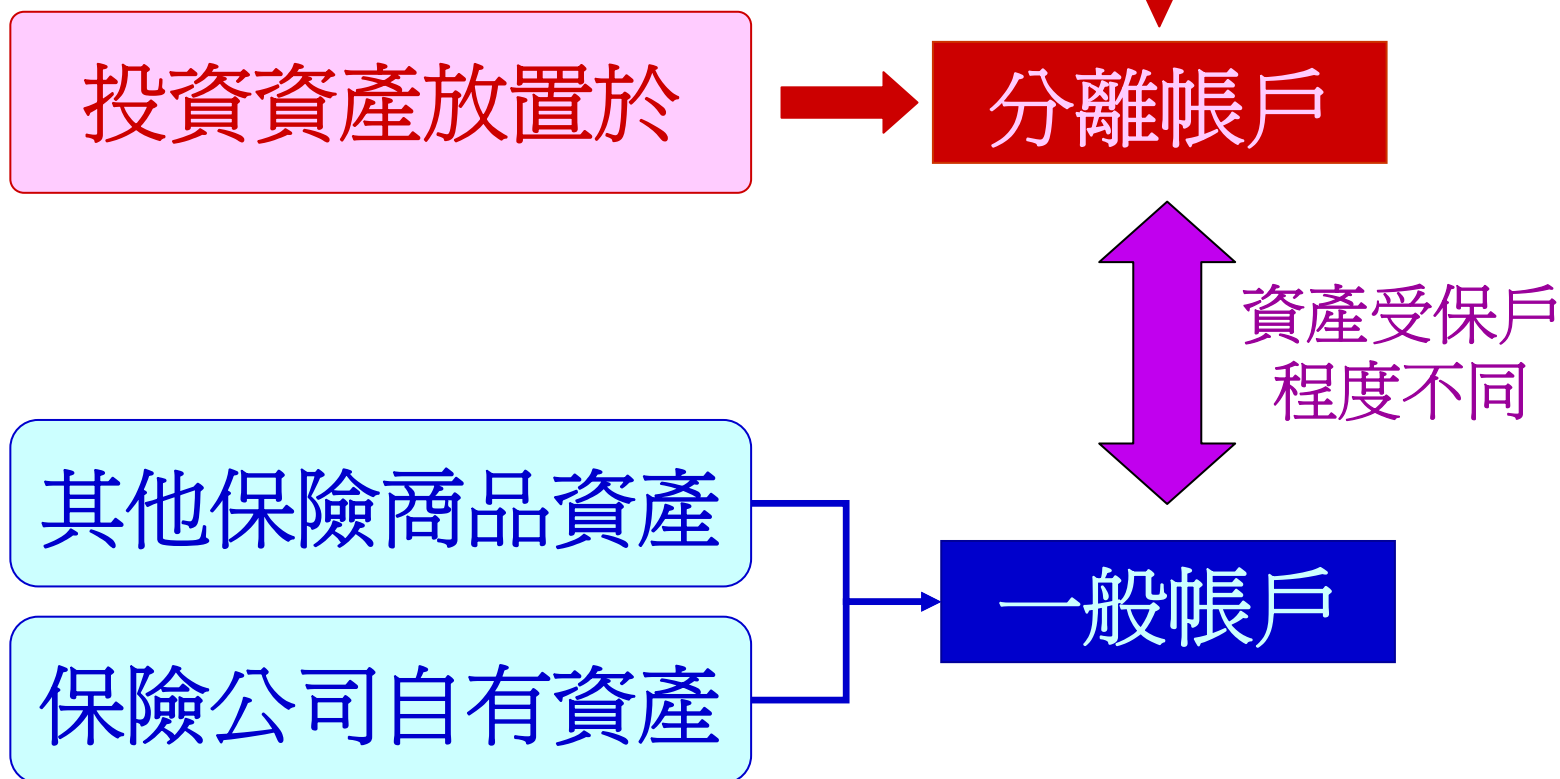 投資資產放置於
分離帳戶
資產受保戶
程度不同
其他保險商品資產
一般帳戶
保險公司自有資產